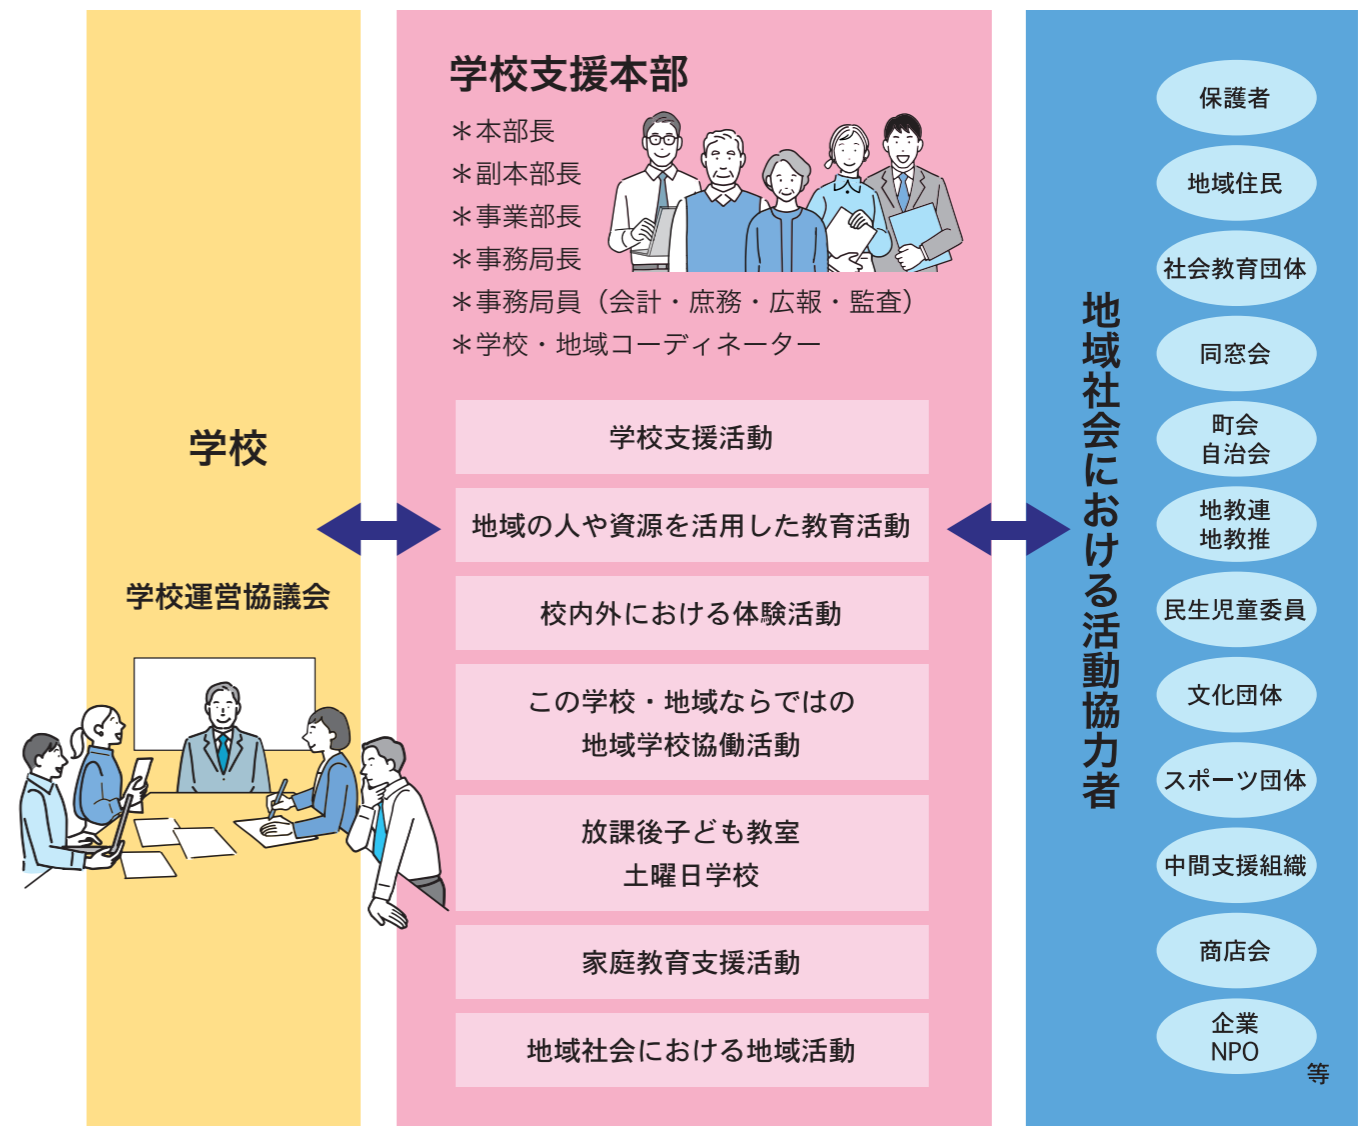 学校
学校運営協議会
学校支援本部
＊本部長
＊副本部長
＊事業部長
＊事務局長
＊事務局員（会計・庶務・広報・監査）
＊学校・地域コーディネーター
学校支援活動
地域の人や資源を活用した教育活動
校内外における体験活動
この学校・地域ならではの
地域学校協働活動
放課後子ども教室
土曜日学校
家庭教育支援活動
地域社会における地域活動
地域社会における活動協力者
保護者
地域住民
社会教育団体
同窓会
町会
自治会
地教連
地教推
民生児童委員
文化団体
スポーツ団体
中間支援組織
商店会
企業
NPO
等